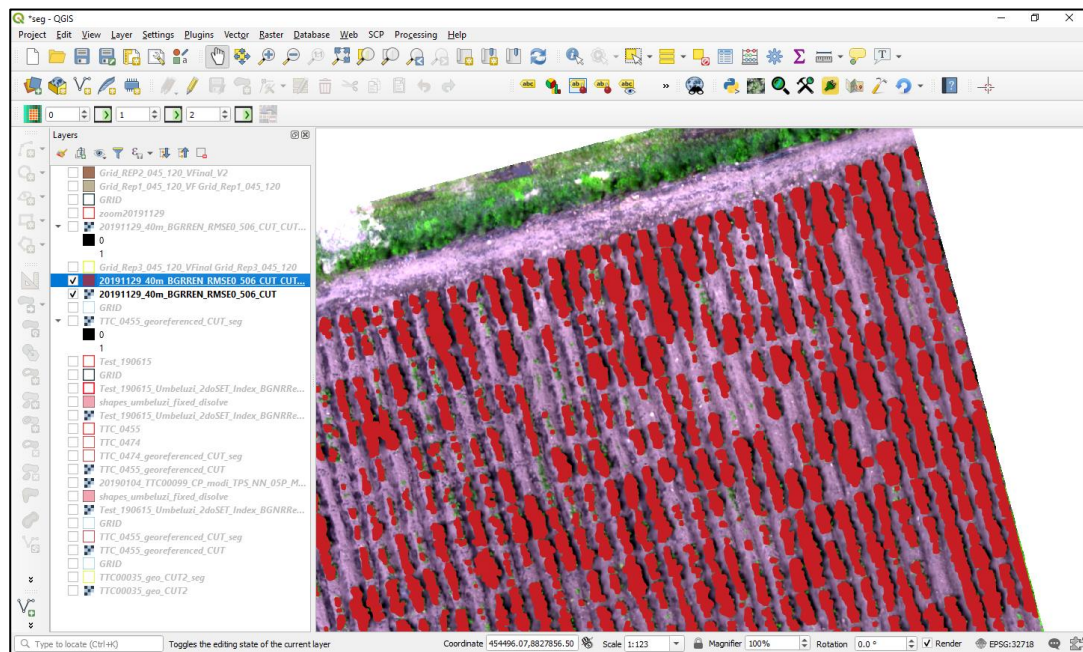 *seg - QGIS
Project Edit View Layer Settings Plugins Vector Raster Database Web SCP Processing Help
0 1 2
Layers
Grid_REP2_045_120_VFinal_V2
Grid_Rep1_045_120_VF Grid_Rep1_045_120
GRID
zoom20191129
20191129_40m_BGRREN_RMSE0_506_CUT_CUT...
0
1
Grid_Rep3_045_120_VFinal Grid_Rep3_045_120
20191129_40m_BGRREN_RMSE0_506_CUT_CUT...
20191129_40m_BGRREN_RMSE0_506_CUT
GRID
TTC_0455_georeferenced_CUT_seg
0
1
Test_190615
GRID
Test_190615_Umbeluzi_2doSET_Index_BGNRRe...
shapes_umbeluzi_fixed_disolve
Test_190615_Umbeluzi_2doSET_Index_BGNRRe...
TTC_0455
TTC_0474
TTC_0474_georeferenced_CUT_seg
TTC_0455_georeferenced_CUT
20190104_TTC00099_CP_modi_TPS_NN_05P_M...
shapes_umbeluzi_fixed_disolve
Test_190615_Umbeluzi_2doSET_Index_BGNRRe...
GRID
TTC_0455_georeferenced_CUT_seg
TTC_0455_georeferenced_CUT
GRID
TTC00035_geo_CUT2_seg
TTC00035_geo_CUT2
Type to locate (Ctrl+K) Toggles the editing state of the current layer Coordinate 454496.07,8827856.50 Scale 1:123 Magnifier 100% Rotation 0.0 ° Render EPSG:32718